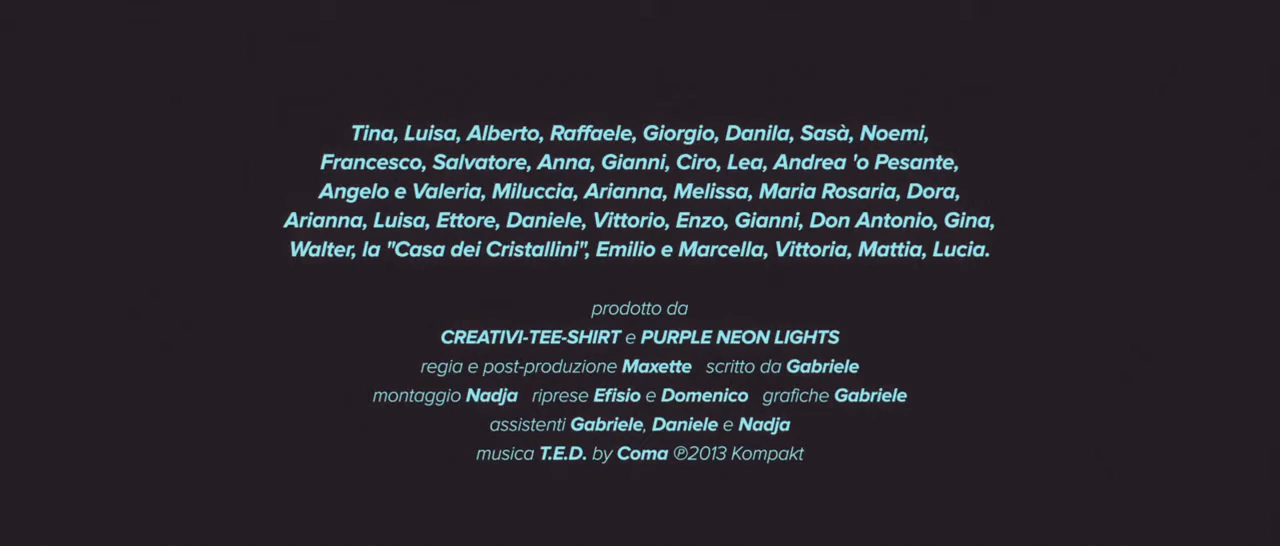 Tina, Luisa, Alberto, Raffaele, Giorgio, Danila, Sasà, Noemi,
Francesco, Salvatore, Anna, Gianni, Ciro, Lea, Andrea 'o Pesante,
Angelo e Valeria, Miluccia, Arianna, Melissa, Maria Rosaria, Dora,
Arianna, Luisa, Ettore, Daniele, Vittorio, Enzo, Gianni, Don Antonio, Gina,
Walter, la "Casa dei Cristallini", Emilio e Marcella, Vittoria, Mattia, Lucia.
prodotto da
CREATIVI-TEE-SHIRT e PURPLE NEON LIGHTS
regia e post-produzione Maxette scritto da Gabriele
montaggio Nadja riprese Efisio e Domenico grafiche Gabriele
assistenti Gabriele, Daniele e Nadja
musica T.E.D. by Coma ℗2013 Kompakt